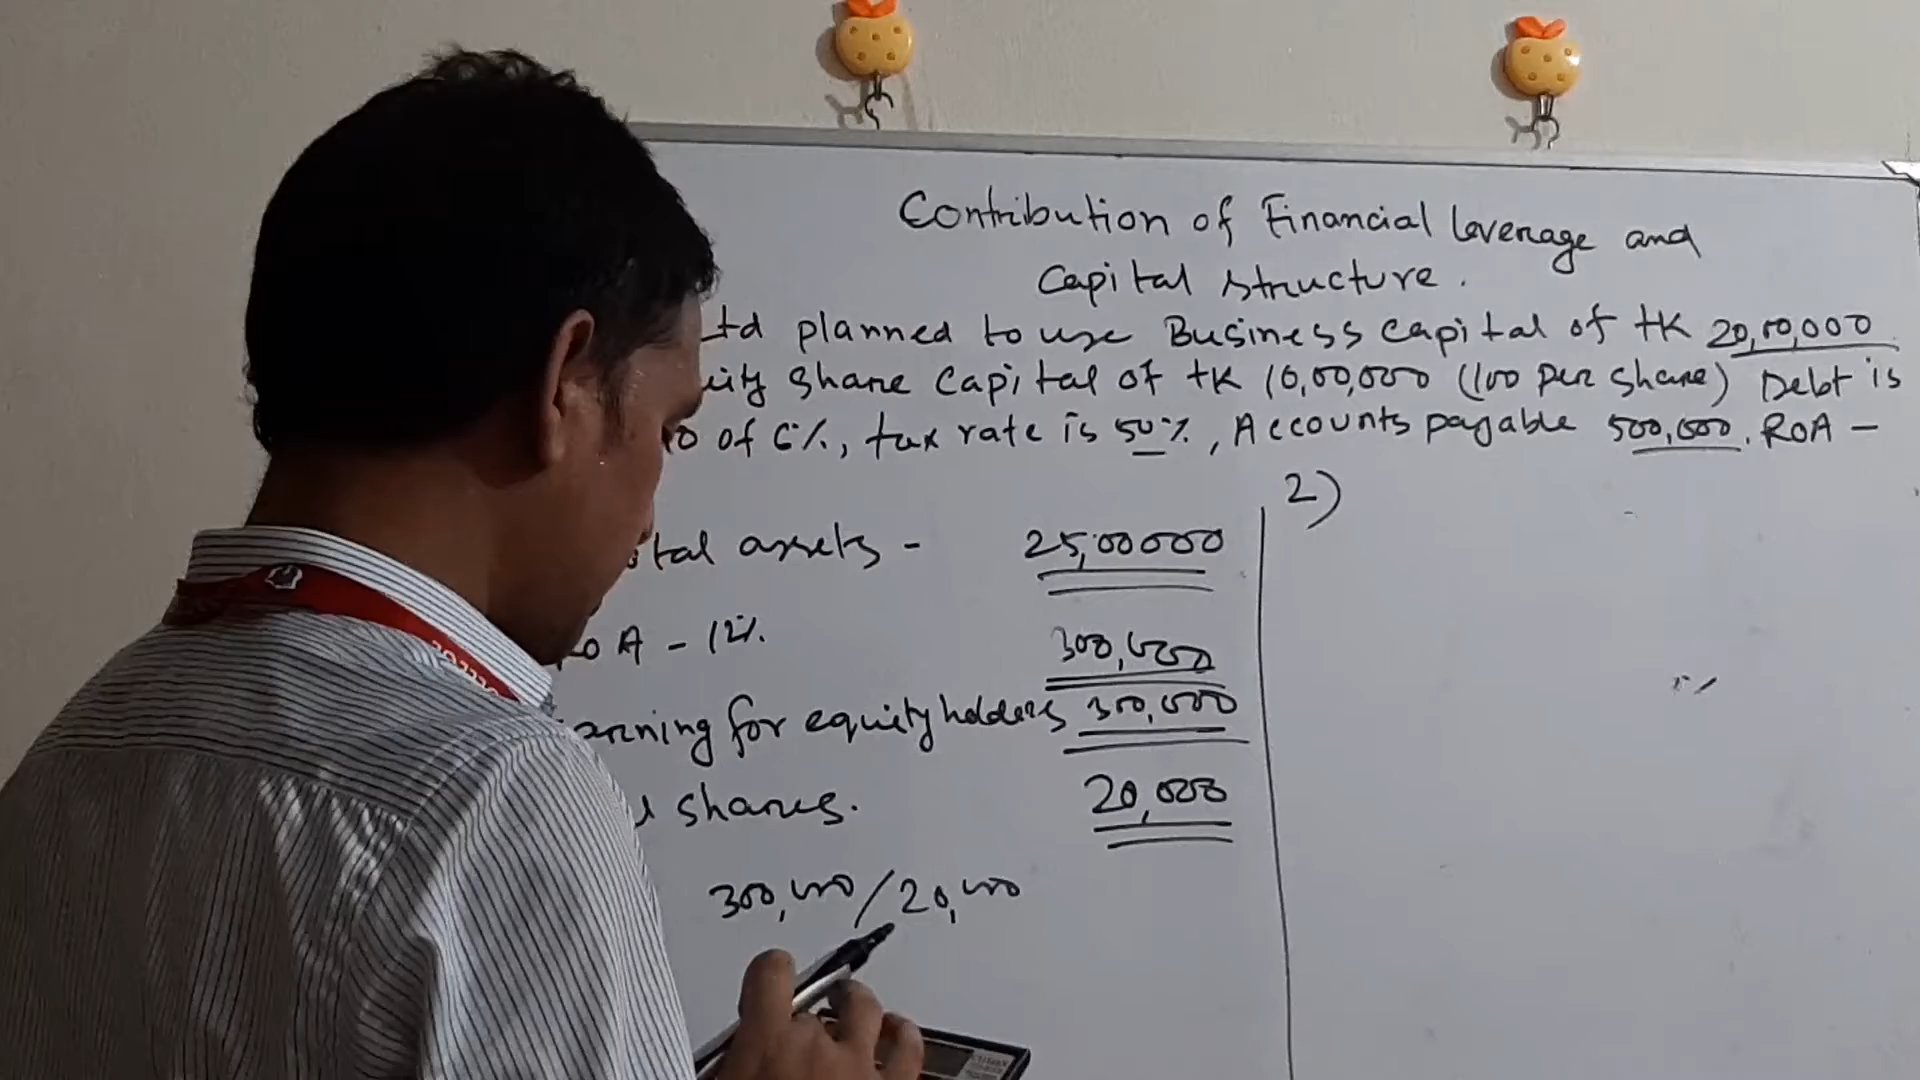 Contribution of Financial leverage and
Capital structure.
td planned to use Business capital of tk 20,00,000
uity share capital of tk 10,00,000 (100 per share) Debt is
of 6%, tax rate is 50%, Accounts payable 500,000. ROA -
2)
tal assets - 25,00000
ROA - 12% 300,000
arning for equity holders 300,000
shares. 20,000
300,000/20,000